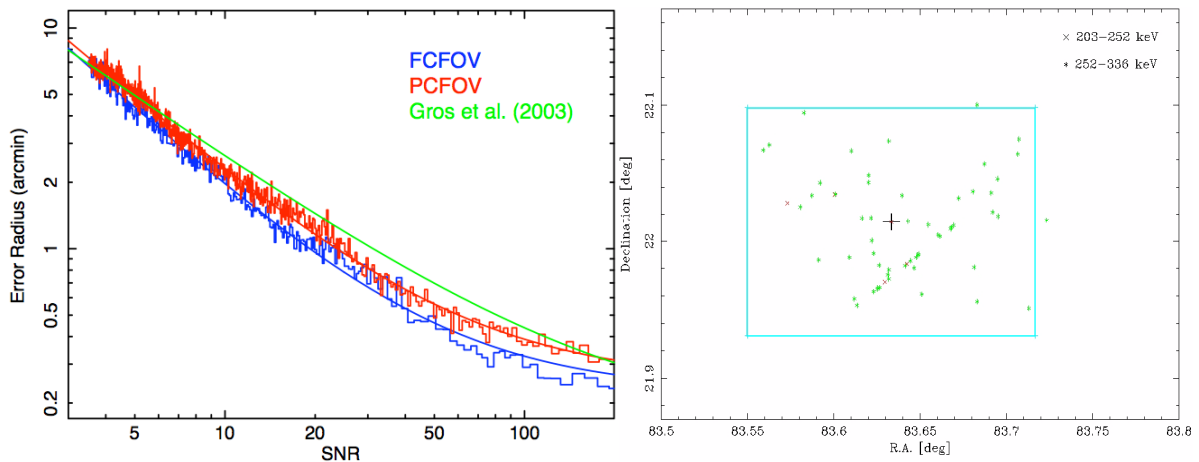 10
5
2
1
0.5
0.2
Error Radius (arcmin)
FCFOV
PCFOV
Gros et al. (2003)
5 10 20 50 100
SNR
22.1
22
21.9
Declination [deg]
× 203−252 keV
* 252−336 keV
83.5 83.55 83.6 83.65 83.7 83.75 83.8
R.A. [deg]